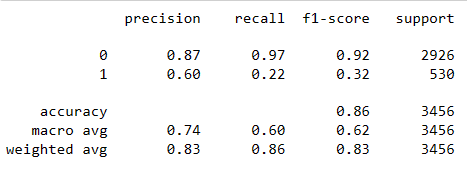 precision recall f1-score support
0 0.87 0.97 0.92 2926
1 0.60 0.22 0.32 530
accuracy 0.86 3456
macro avg 0.74 0.60 0.62 3456
weighted avg 0.83 0.86 0.83 3456